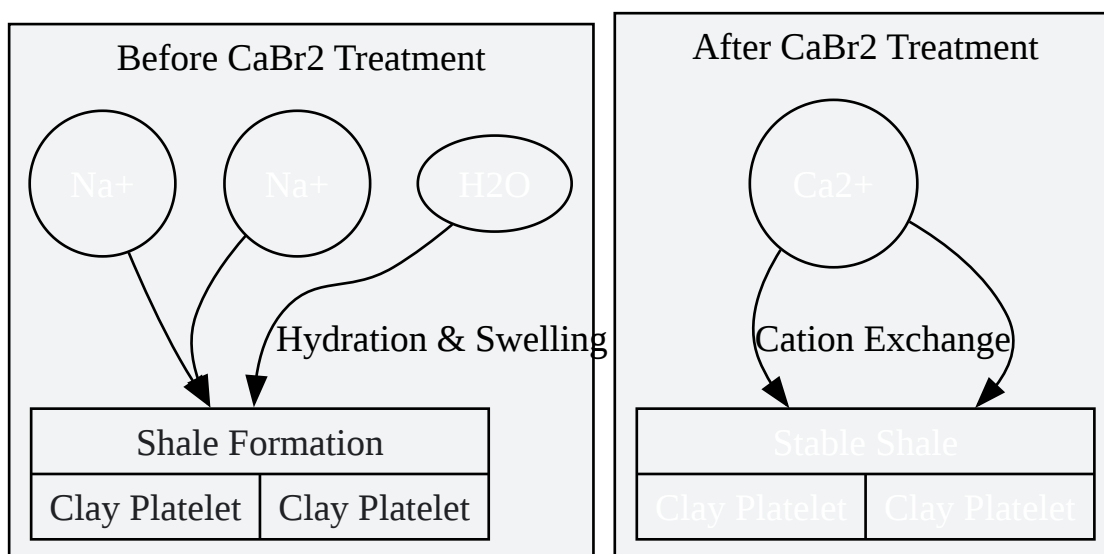 Before CaBr2 Treatment
Na+
Na+
H2O
Hydration & Swelling
Shale Formation
Clay Platelet
Clay Platelet
After CaBr2 Treatment
Ca2+
Cation Exchange
Stable Shale
Clay Platelet
Clay Platelet